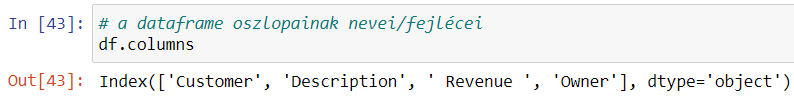 In [43]: # a dataframe oszlopainak nevei/fejlécei
df.columns
Out[43]: Index(['Customer', 'Description', ' Revenue ', 'Owner'], dtype='object')